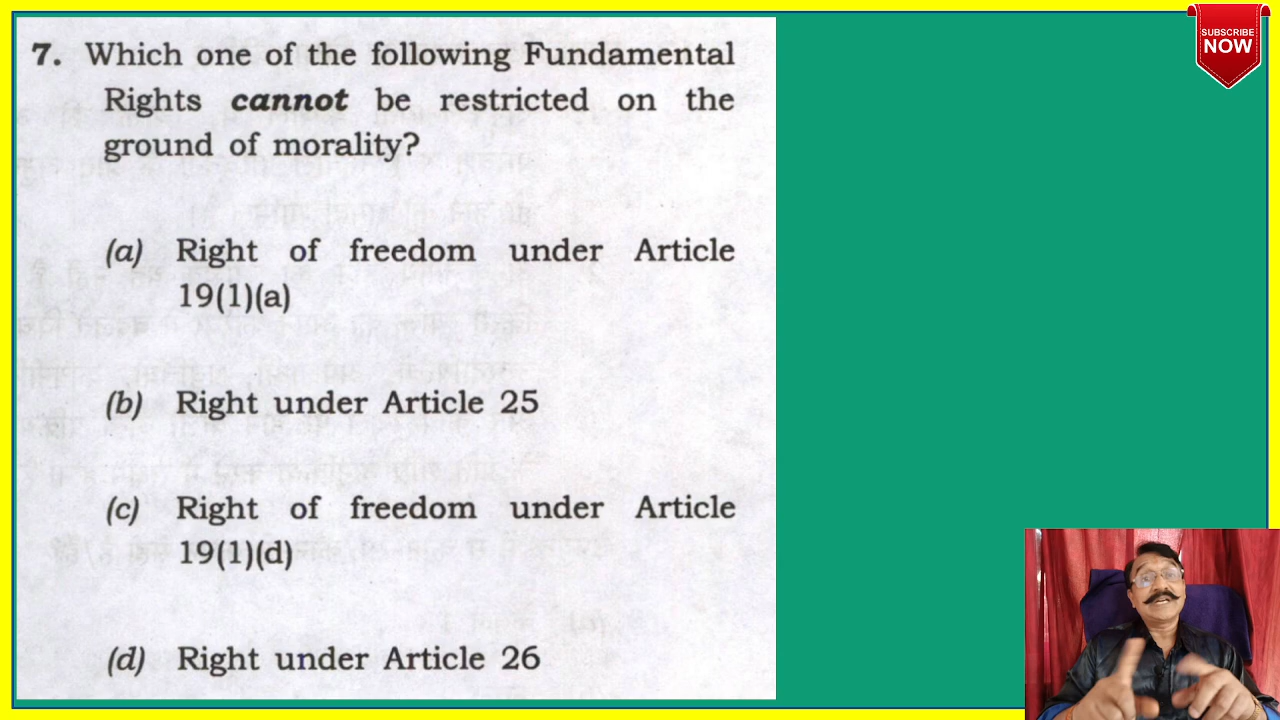 7. Which one of the following Fundamental
Rights cannot be restricted on the
ground of morality?
(a) Right of freedom under Article
19(1)(a)
(b) Right under Article 25
(c) Right of freedom under Article
19(1)(d)
(d) Right under Article 26
SUBSCRIBE
NOW